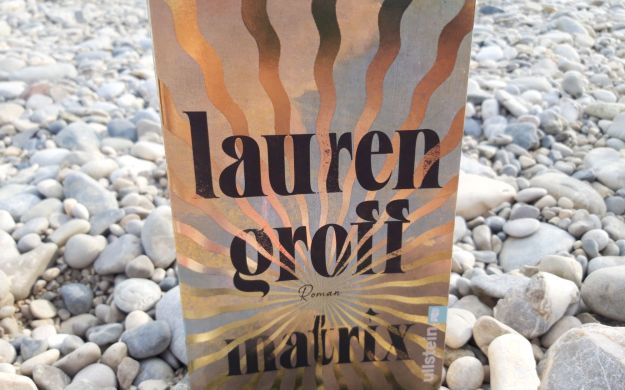 lauren
groff
Roman
matrix
ullstein